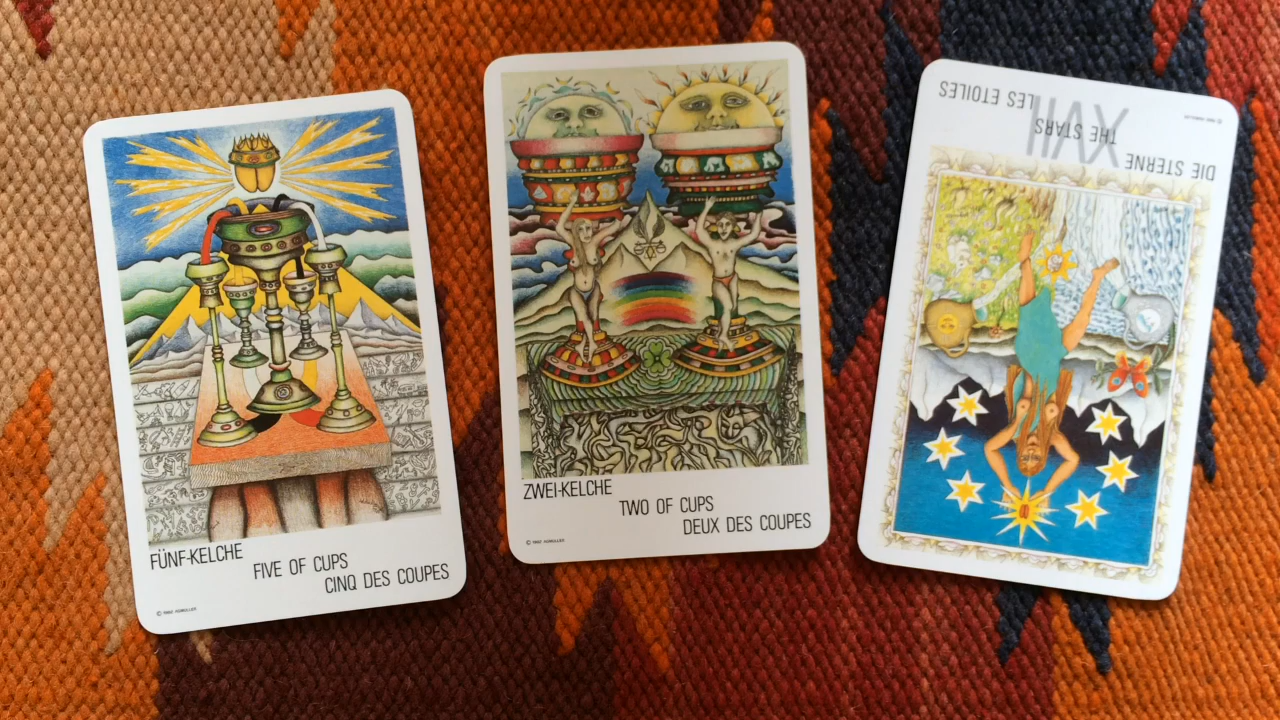 FÜNF-KELCHE
FIVE OF CUPS
CINQ DES COUPES
ZWEI-KELCHE
TWO OF CUPS
DEUX DES COUPES
XVII
DIE STERNE
THE STARS
LES ETOILES